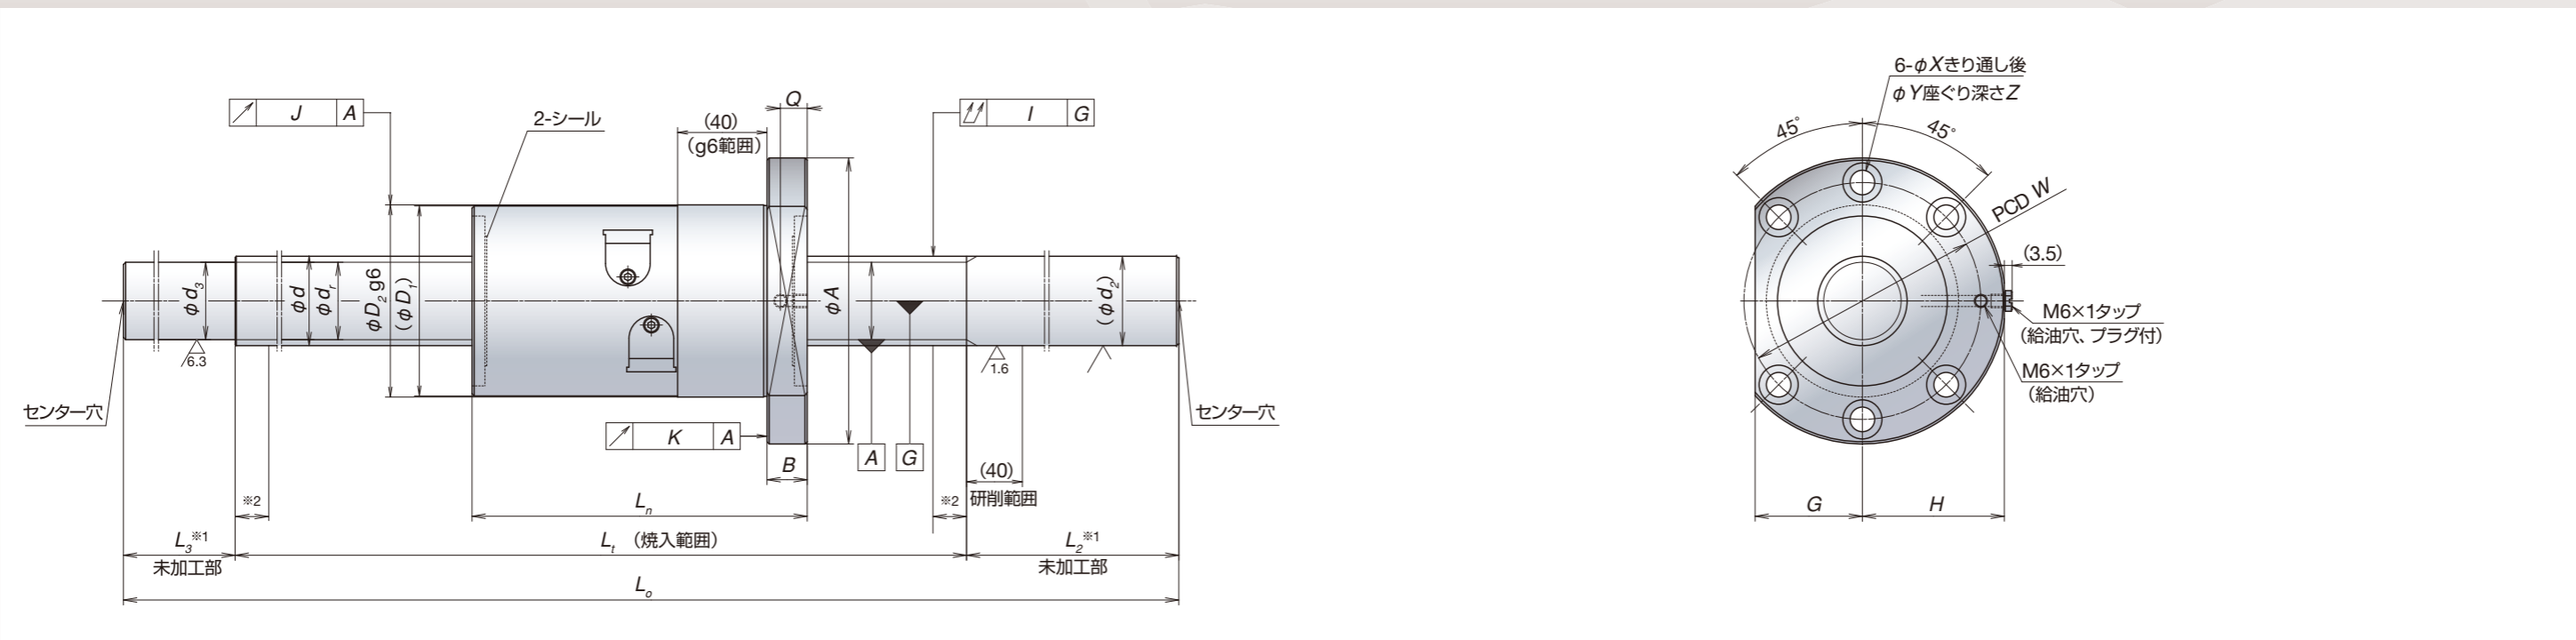 J A
2-シール
(40)
(g6範囲)
Q
I G
φd3
φd
φdr
φD2 g6
(φD1)
φA
(φd2)
6.3
1.6
センター穴
センター穴
K A
B
A
G
(40)
研削範囲
※2
※2
Ln
L3※1
未加工部
Lt (焼入範囲)
L2※1
未加工部
Lo
6-φXきり通し後
φY座ぐり深さZ
45°
45°
PCD W
(3.5)
M6×1タップ
(給油穴、プラグ付)
M6×1タップ
(給油穴)
G
H